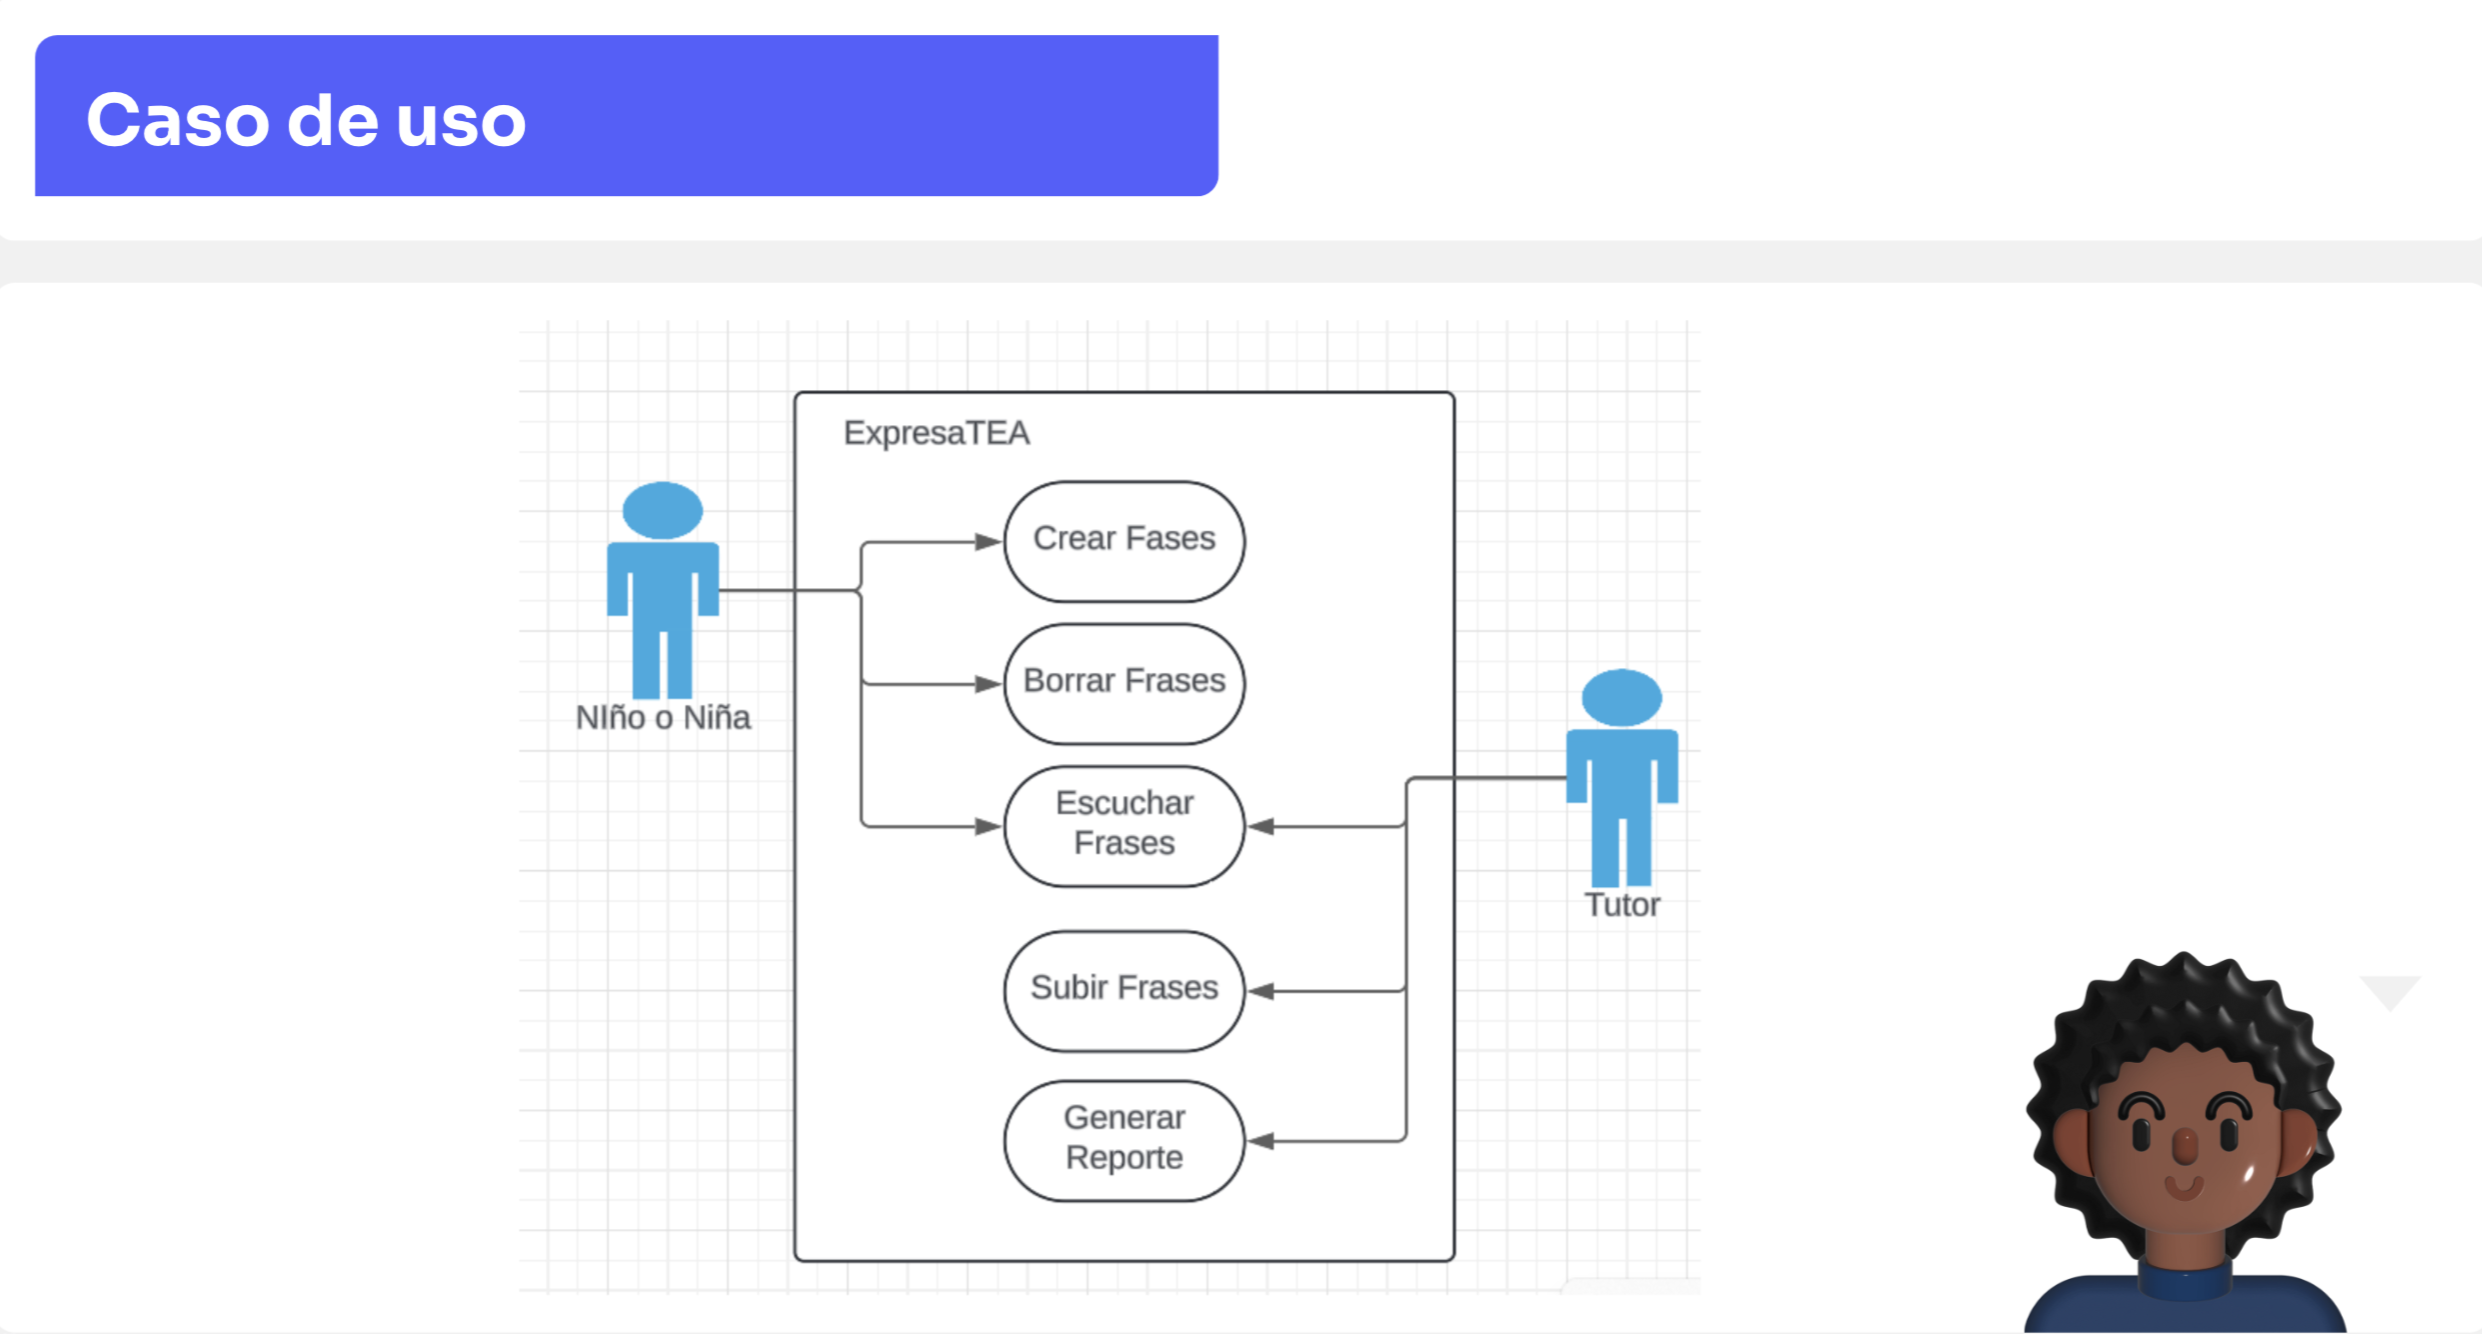 Caso de uso
ExpresaTEA
Crear Fases
Borrar Frases
NIño o Niña
Escuchar
Frases
Tutor
Subir Frases
Generar
Reporte